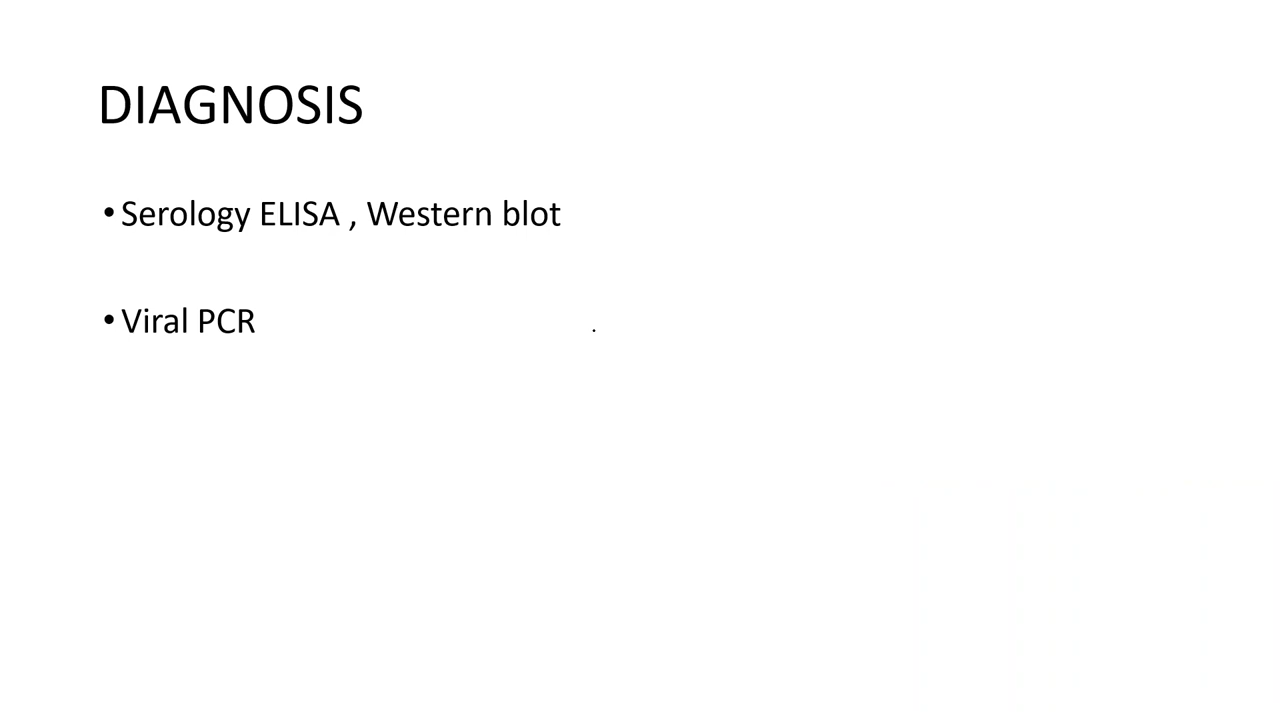 DIAGNOSIS
• Serology ELISA , Western blot
• Viral PCR
.